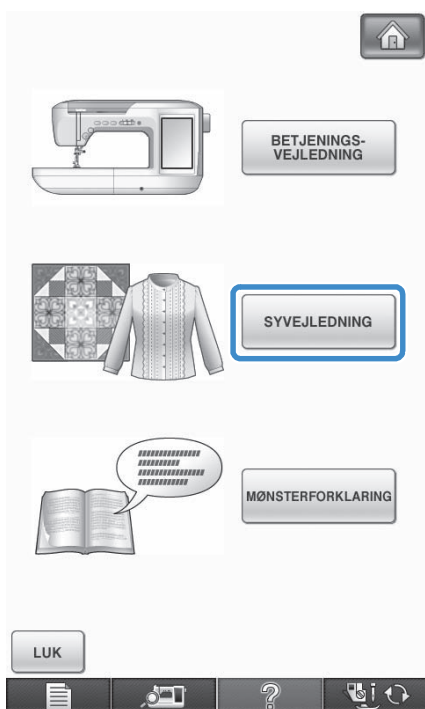 BETJENINGS-
VEJLEDNING
SYVEJLEDNING
MØNSTERFORKLARING
LUK